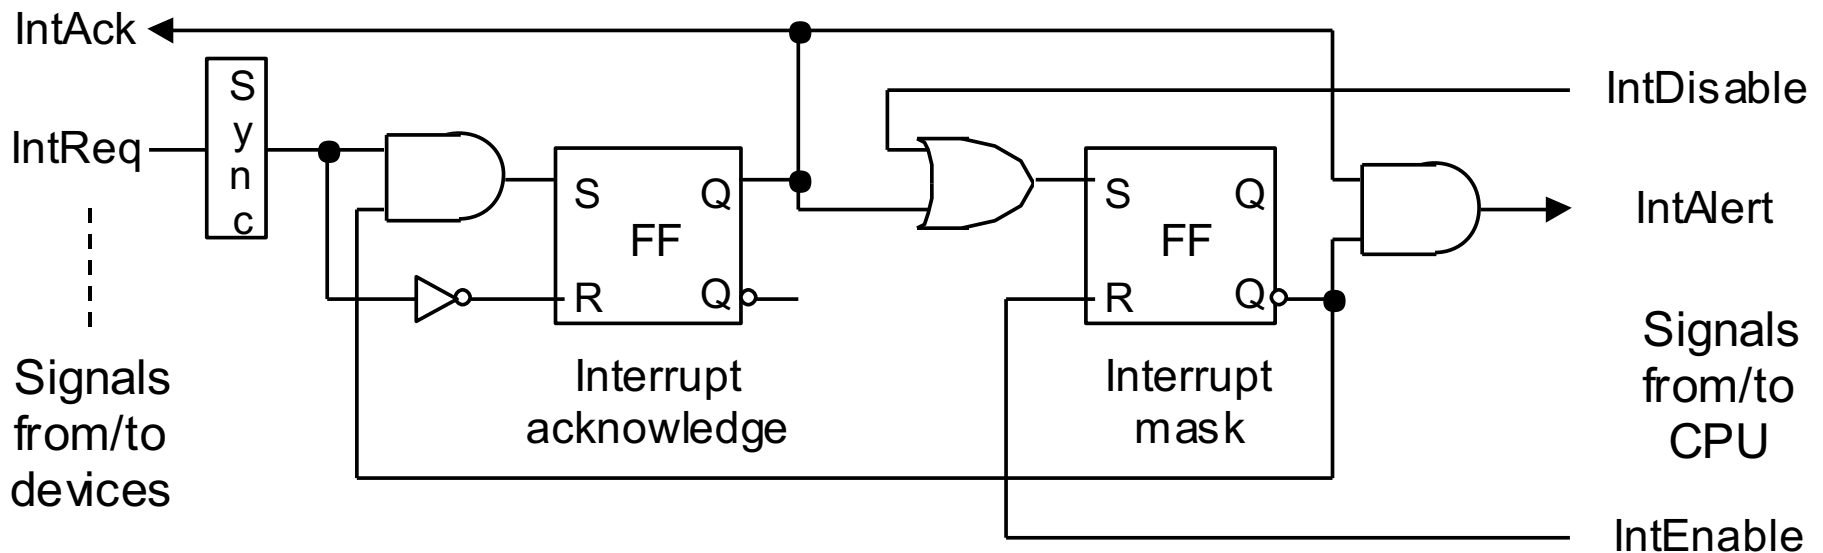 IntAck
IntReq
S
y
n
c
S
Q
FF
R
Q
Interrupt
acknowledge
S
Q
FF
R
Q
Interrupt
mask
IntDisable
IntAlert
Signals
from/to
devices
Signals
from/to
CPU
IntEnable